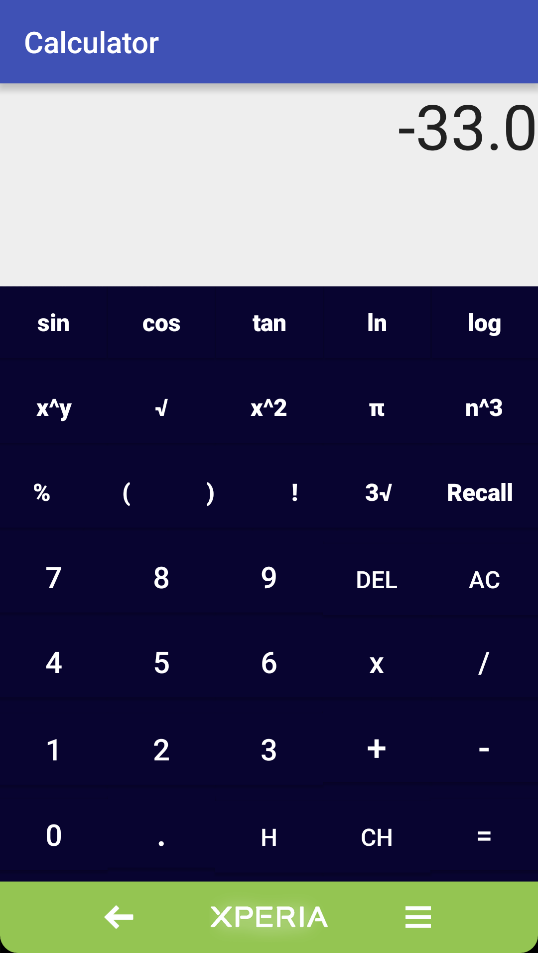 Calculator
-33.0
sin cos tan ln log
x^y √ x^2 π n^3
% ( ) ! 3√ Recall
7 8 9 DEL AC
4 5 6 x /
1 2 3 + -
0 . H CH =
XPERIA